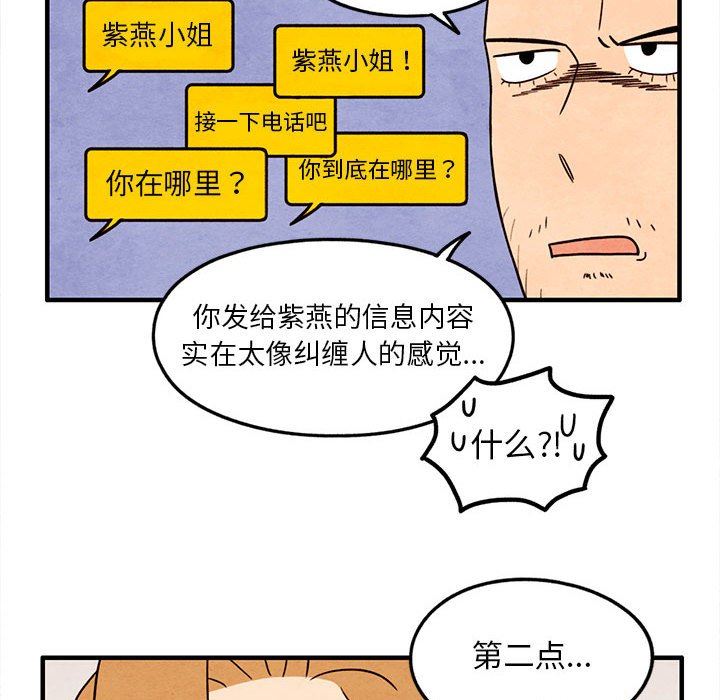 紫燕小姐
紫燕小姐！
接一下电话吧
你在哪里？
你到底在哪里？
你发给紫燕的信息内容
实在太像纠缠人的感觉...
什么?!
第二点...